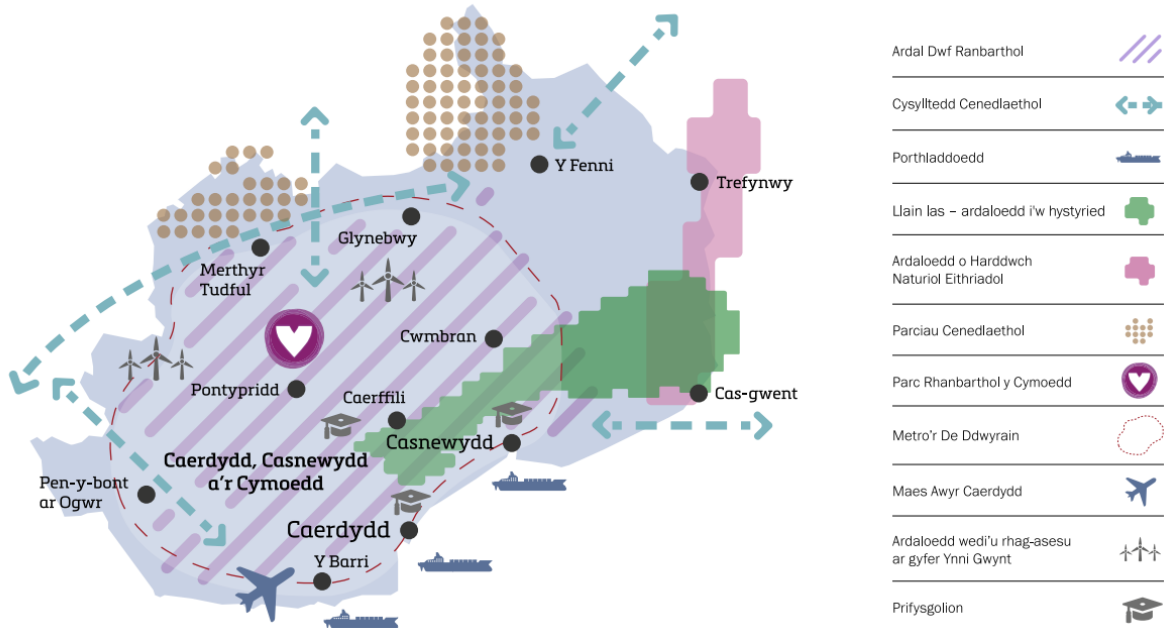 Y Fenni
Trefynwy
Glynebwy
Merthyr
Tudful
Cwmbran
Pontypridd
Caerffili
Cas-gwent
Casnewydd
Caerdydd, Casnewydd
a'r Cymoedd
Pen-y-bont
ar Ogwr
Caerdydd
Y Barri
Ardal Dwf Ranbarthol
Cysylltedd Cenedlaethol
Porthladdoedd
Llain las – ardaloedd i'w hystyried
Ardaloedd o Harddwch
Naturiol Eithriadol
Parciau Cenedlaethol
Parc Rhanbarthol y Cymoedd
Metro'r De Ddwyrain
Maes Awyr Caerdydd
Ardaloedd wedi'u rhag-asesu
ar gyfer Ynni Gwynt
Prifysgolion